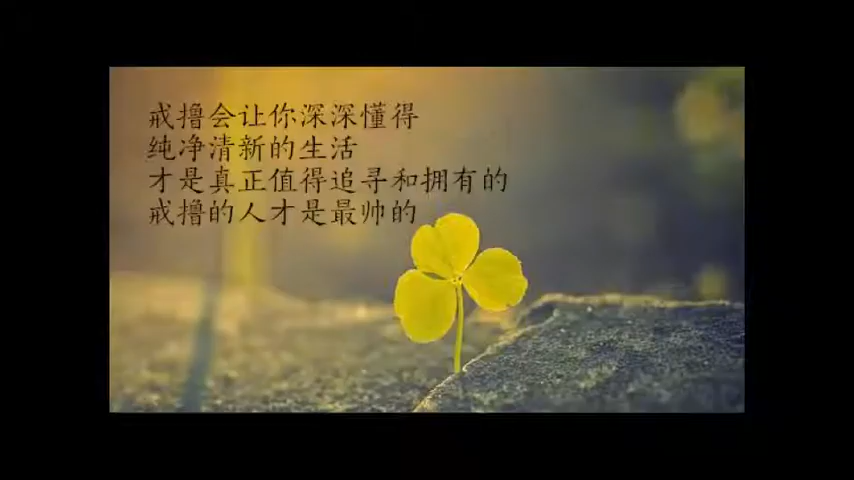 戒撸会让你深深懂得
纯净清新的生活
才是真正值得追寻和拥有的
戒撸的人才是最帅的